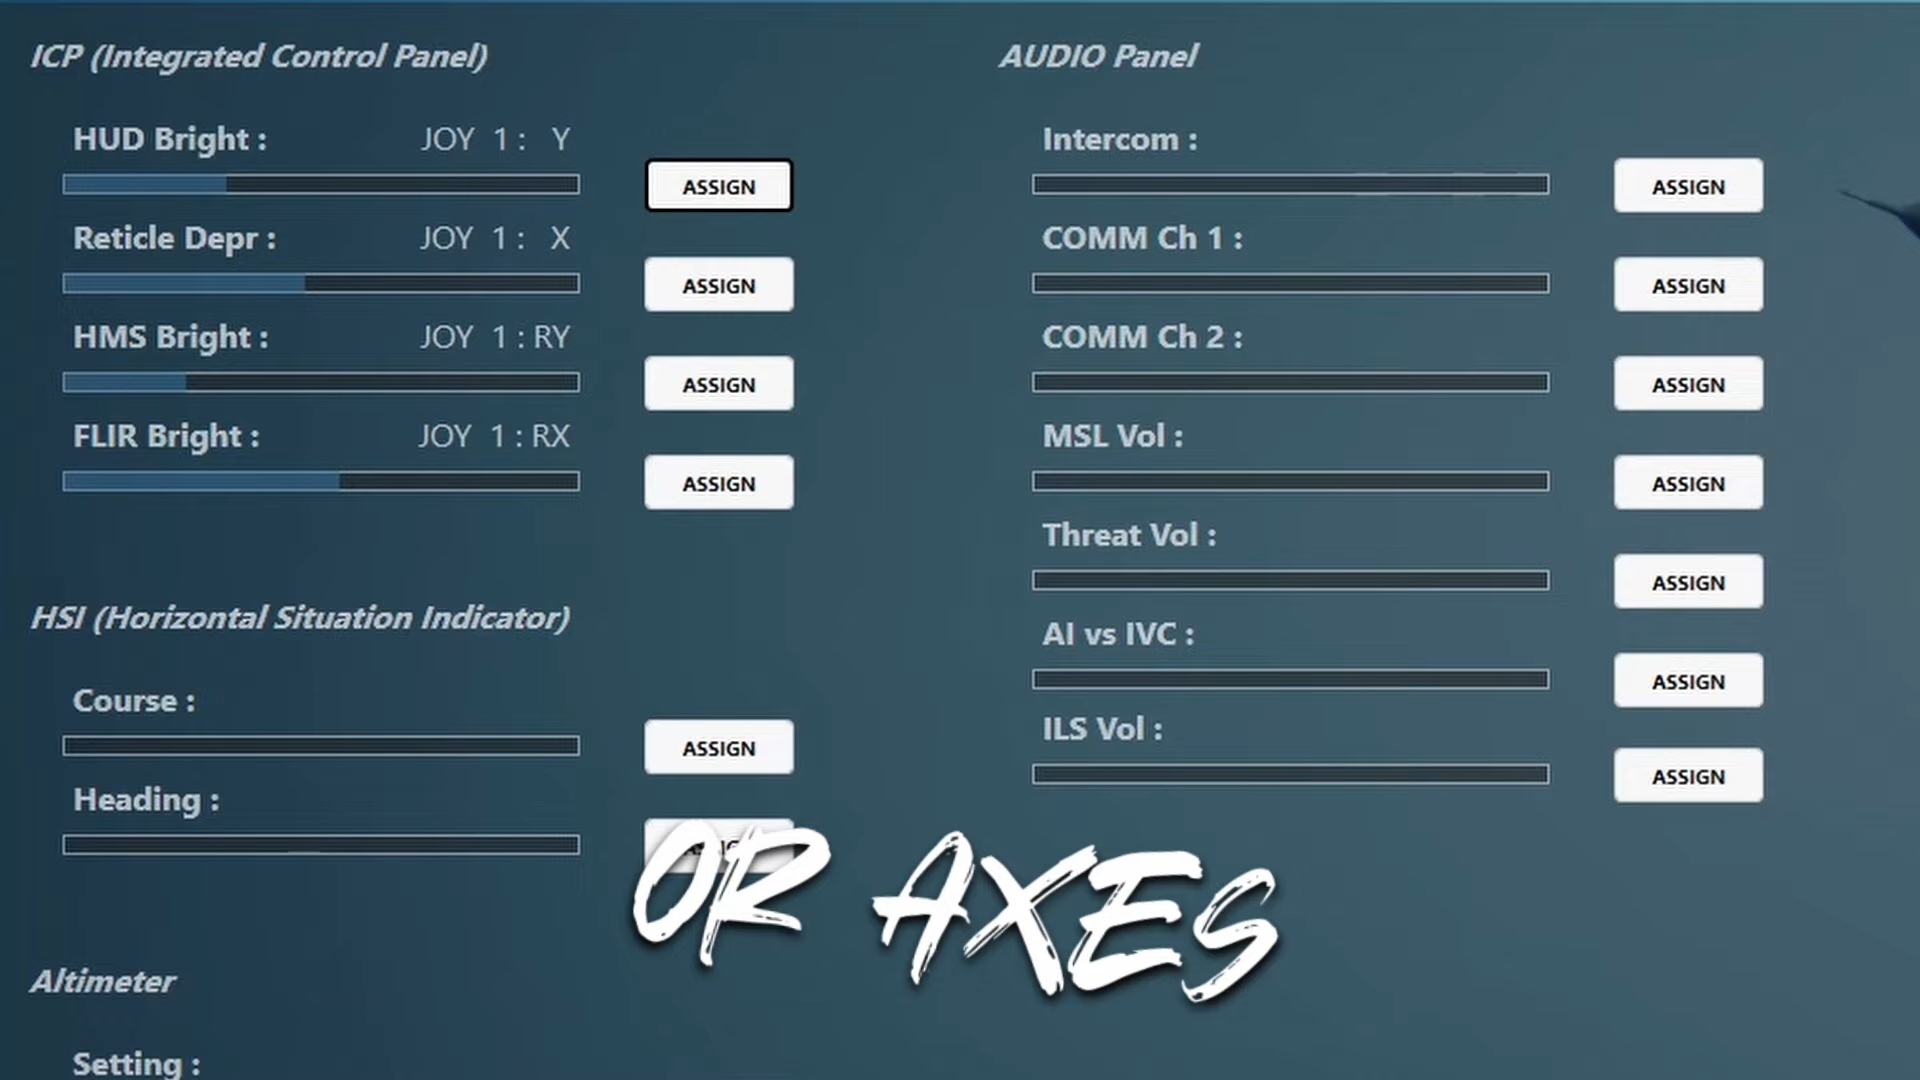 ICP (Integrated Control Panel)
HUD Bright : JOY 1 : Y
ASSIGN
Reticle Depr : JOY 1 : X
ASSIGN
HMS Bright : JOY 1 : RY
ASSIGN
FLIR Bright : JOY 1 : RX
ASSIGN
HSI (Horizontal Situation Indicator)
Course :
ASSIGN
Heading :
Altimeter
Setting :
AUDIO Panel
Intercom :
ASSIGN
COMM Ch 1 :
ASSIGN
COMM Ch 2 :
ASSIGN
MSL Vol :
ASSIGN
Threat Vol :
ASSIGN
AI vs IVC :
ASSIGN
ILS Vol :
ASSIGN
OR AXES